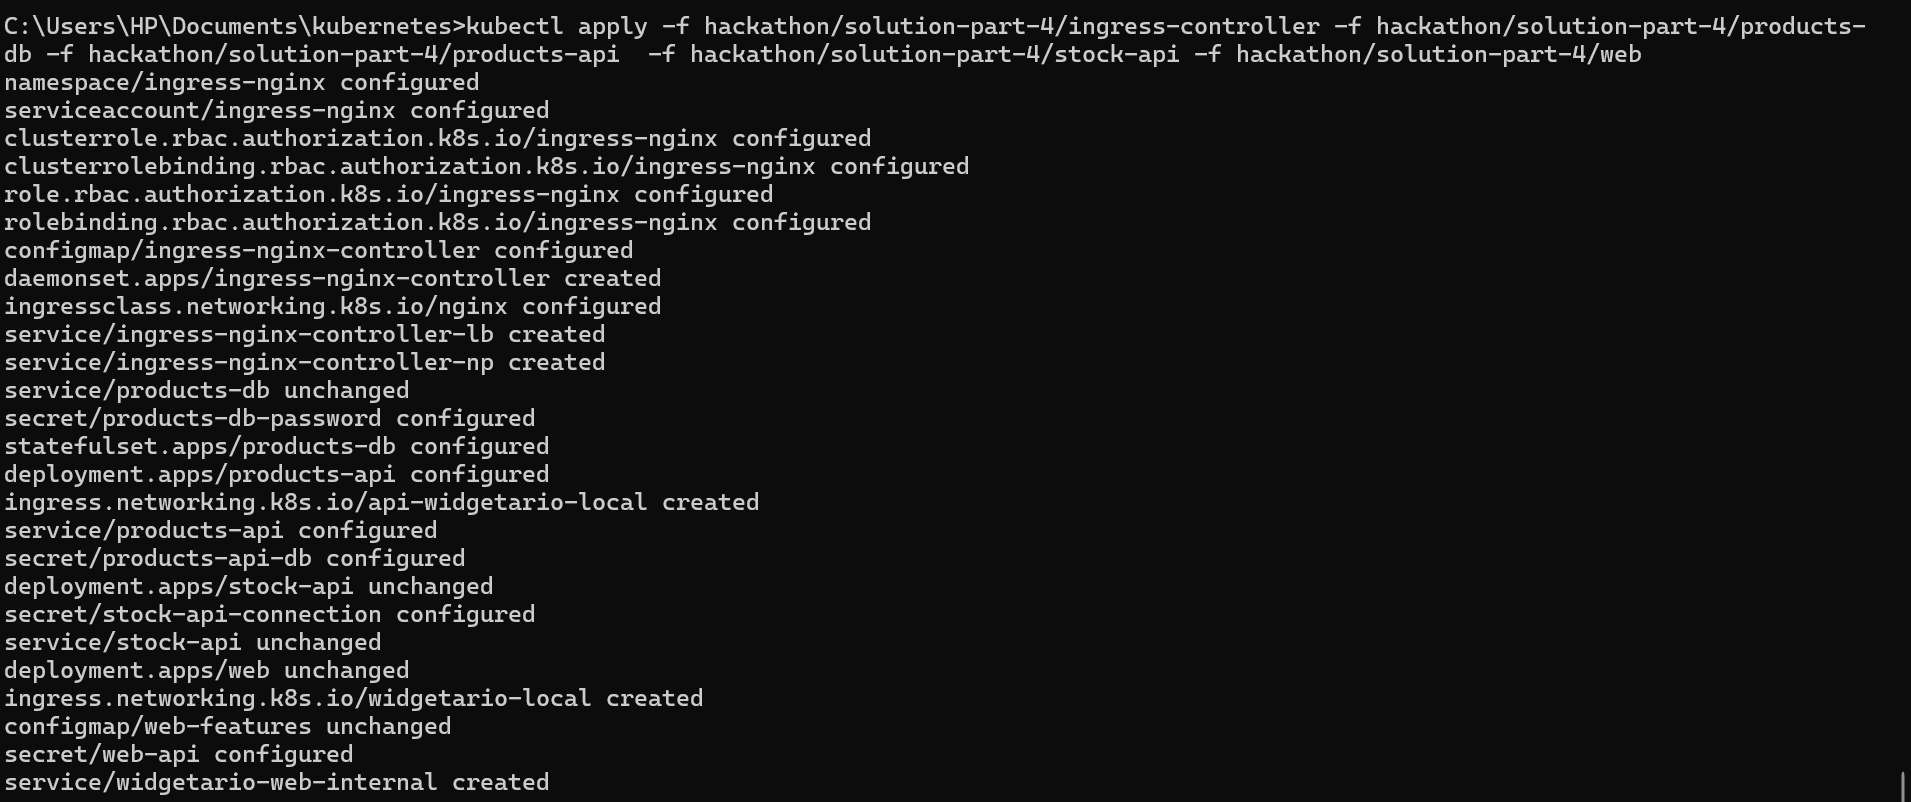 C:\Users\HP\Documents\kubernetes>kubectl apply -f hackathon/solution-part-4/ingress-controller -f hackathon/solution-part-4/products-
db -f hackathon/solution-part-4/products-api  -f hackathon/solution-part-4/stock-api -f hackathon/solution-part-4/web
namespace/ingress-nginx configured
serviceaccount/ingress-nginx configured
clusterrole.rbac.authorization.k8s.io/ingress-nginx configured
clusterrolebinding.rbac.authorization.k8s.io/ingress-nginx configured
role.rbac.authorization.k8s.io/ingress-nginx configured
rolebinding.rbac.authorization.k8s.io/ingress-nginx configured
configmap/ingress-nginx-controller configured
daemonset.apps/ingress-nginx-controller created
ingressclass.networking.k8s.io/nginx configured
service/ingress-nginx-controller-lb created
service/ingress-nginx-controller-np created
service/products-db unchanged
secret/products-db-password configured
statefulset.apps/products-db configured
deployment.apps/products-api configured
ingress.networking.k8s.io/api-widgetario-local created
service/products-api configured
secret/products-api-db configured
deployment.apps/stock-api unchanged
secret/stock-api-connection configured
service/stock-api unchanged
deployment.apps/web unchanged
ingress.networking.k8s.io/widgetario-local created
configmap/web-features unchanged
secret/web-api configured
service/widgetario-web-internal created